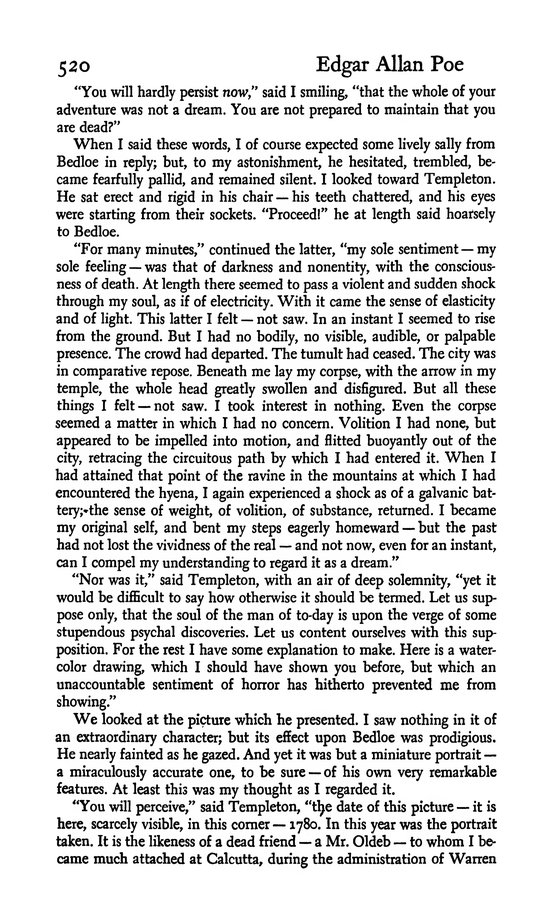 520 Edgar Allan Poe
"You will hardly persist now," said I smiling, "that the whole of your
adventure was not a dream. You are not prepared to maintain that you
are dead?"
When I said these words, I of course expected some lively sally from
Bedloe in reply; but, to my astonishment, he hesitated, trembled, be-
came fearfully pallid, and remained silent. I looked toward Templeton.
He sat erect and rigid in his chair — his teeth chattered, and his eyes
were starting from their sockets. "Proceed!" he at length said hoarsely
to Bedloe.
"For many minutes," continued the latter, "my sole sentiment — my
sole feeling — was that of darkness and nonentity, with the conscious-
ness of death. At length there seemed to pass a violent and sudden shock
through my soul, as if of electricity. With it came the sense of elasticity
and of light. This latter I felt — not saw. In an instant I seemed to rise
from the ground. But I had no bodily, no visible, audible, or palpable
presence. The crowd had departed. The tumult had ceased. The city was
in comparative repose. Beneath me lay my corpse, with the arrow in my
temple, the whole head greatly swollen and disfigured. But all these
things I felt — not saw. I took interest in nothing. Even the corpse
seemed a matter in which I had no concern. Volition I had none, but
appeared to be impelled into motion, and flitted buoyantly out of the
city, retracing the circuitous path by which I had entered it. When I
had attained that point of the ravine in the mountains at which I had
encountered the hyena, I again experienced a shock as of a galvanic bat-
tery; the sense of weight, of volition, of substance, returned. I became
my original self, and bent my steps eagerly homeward — but the past
had not lost the vividness of the real — and not now, even for an instant,
can I compel my understanding to regard it as a dream."
"Nor was it," said Templeton, with an air of deep solemnity, "yet it
would be difficult to say how otherwise it should be termed. Let us sup-
pose only, that the soul of the man of to-day is upon the verge of some
stupendous psychal discoveries. Let us content ourselves with this sup-
position. For the rest I have some explanation to make. Here is a water-
color drawing, which I should have shown you before, but which an
unaccountable sentiment of horror has hitherto prevented me from
showing."
We looked at the picture which he presented. I saw nothing in it of
an extraordinary character; but its effect upon Bedloe was prodigious.
He nearly fainted as he gazed. And yet it was but a miniature portrait —
a miraculously accurate one, to be sure — of his own very remarkable
features. At least this was my thought as I regarded it.
"You will perceive," said Templeton, "the date of this picture — it is
here, scarcely visible, in this corner — 1780. In this year was the portrait
taken. It is the likeness of a dead friend — a Mr. Oldeb — to whom I be-
came much attached at Calcutta, during the administration of Warren